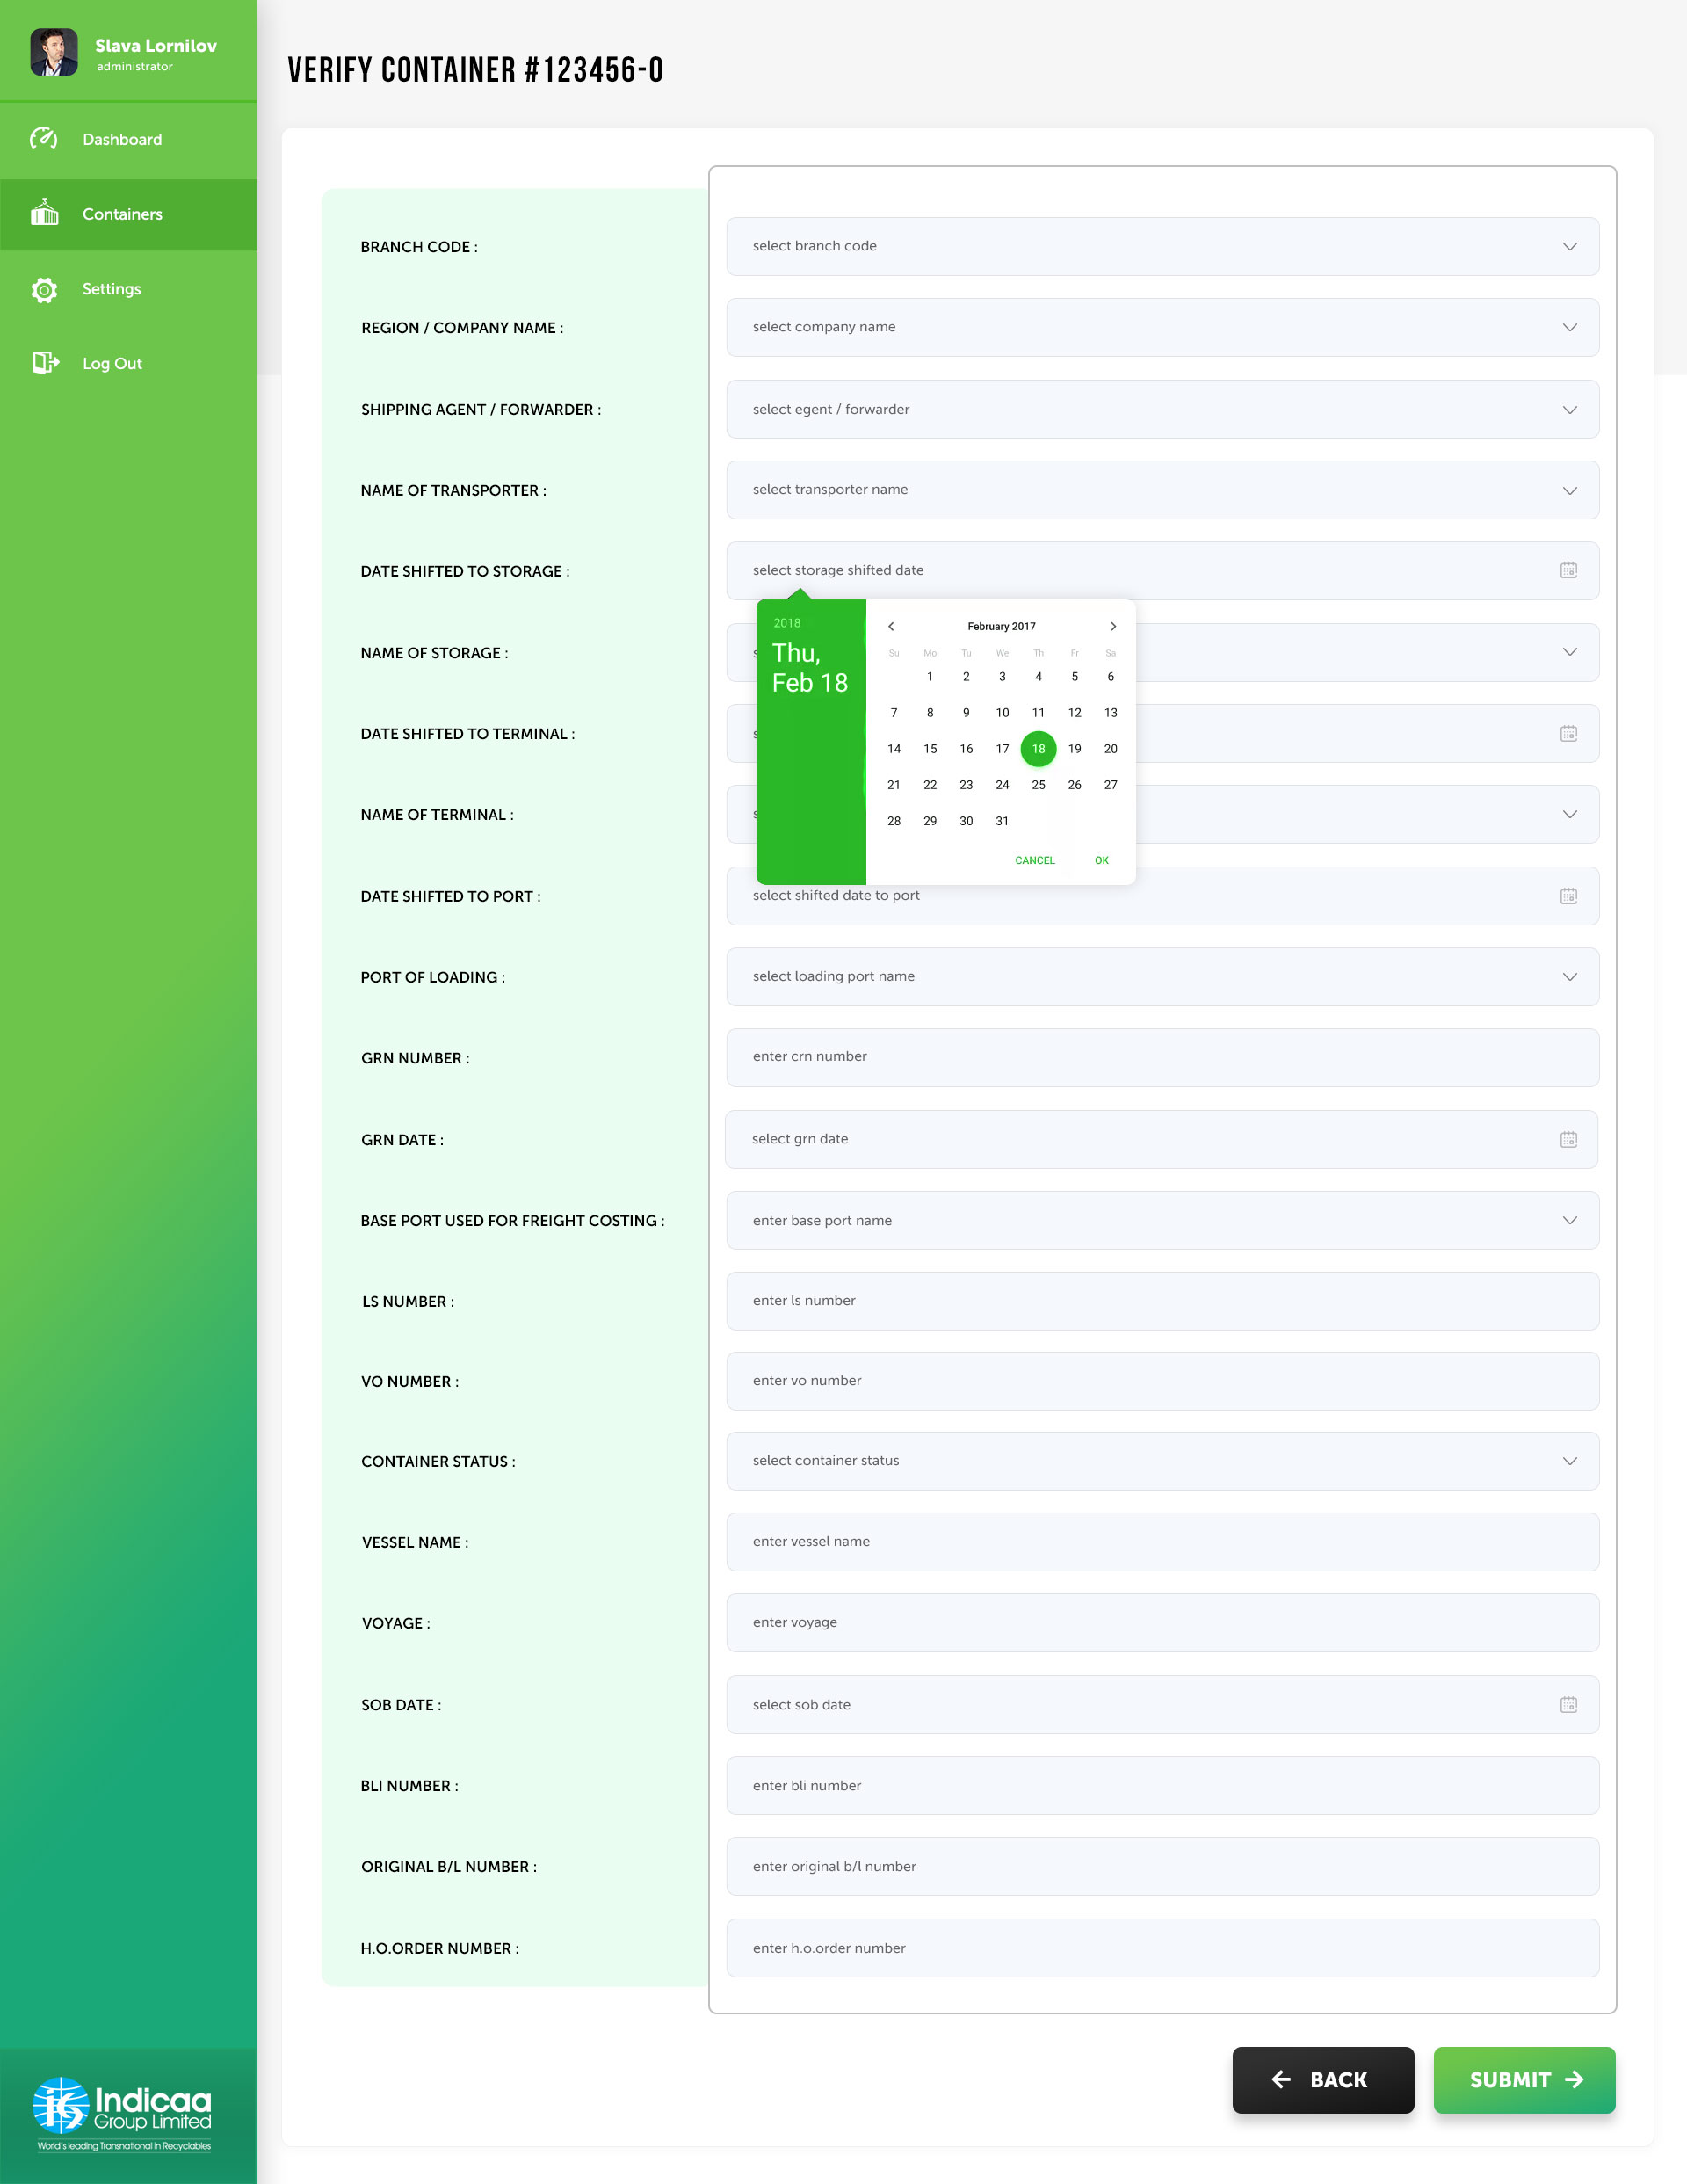 Slava Lornilov
administrator
Dashboard
Containers
Settings
Log Out
VERIFY CONTAINER #123456-0
BRANCH CODE :
select branch code
REGION / COMPANY NAME :
select company name
SHIPPING AGENT / FORWARDER :
select egent / forwarder
NAME OF TRANSPORTER :
select transporter name
DATE SHIFTED TO STORAGE :
select storage shifted date
NAME OF STORAGE :
DATE SHIFTED TO TERMINAL :
NAME OF TERMINAL :
2018
Thu,
Feb 18
February 2017
Su Mo Tu We Th Fr Sa
1 2 3 4 5 6
7 8 9 10 11 12 13
14 15 16 17 18 19 20
21 22 23 24 25 26 27
28 29 30 31
CANCEL OK
DATE SHIFTED TO PORT :
select shifted date to port
PORT OF LOADING :
select loading port name
GRN NUMBER :
enter crn number
GRN DATE :
select grn date
BASE PORT USED FOR FREIGHT COSTING :
enter base port name
LS NUMBER :
enter ls number
VO NUMBER :
enter vo number
CONTAINER STATUS :
select container status
VESSEL NAME :
enter vessel name
VOYAGE :
enter voyage
SOB DATE :
select sob date
BLI NUMBER :
enter bli number
ORIGINAL B/L NUMBER :
enter original b/l number
H.O.ORDER NUMBER :
enter h.o.order number
BACK
SUBMIT
Indicaa
Group Limited
World's leading Transnational in Recyclables